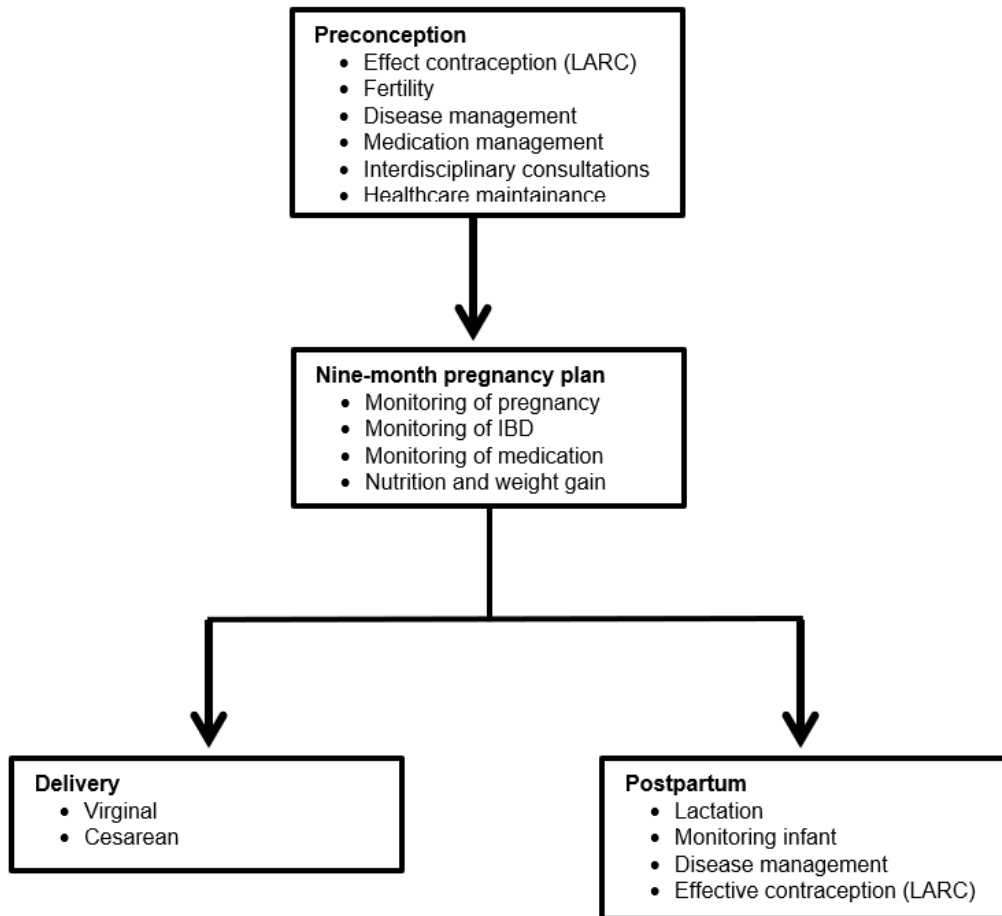 Preconception
• Effect contraception (LARC)
• Fertility
• Disease management
• Medication management
• Interdisciplinary consultations
• Healthcare maintainance
Nine-month pregnancy plan
• Monitoring of pregnancy
• Monitoring of IBD
• Monitoring of medication
• Nutrition and weight gain
Delivery
• Virginal
• Cesarean
Postpartum
• Lactation
• Monitoring infant
• Disease management
• Effective contraception (LARC)